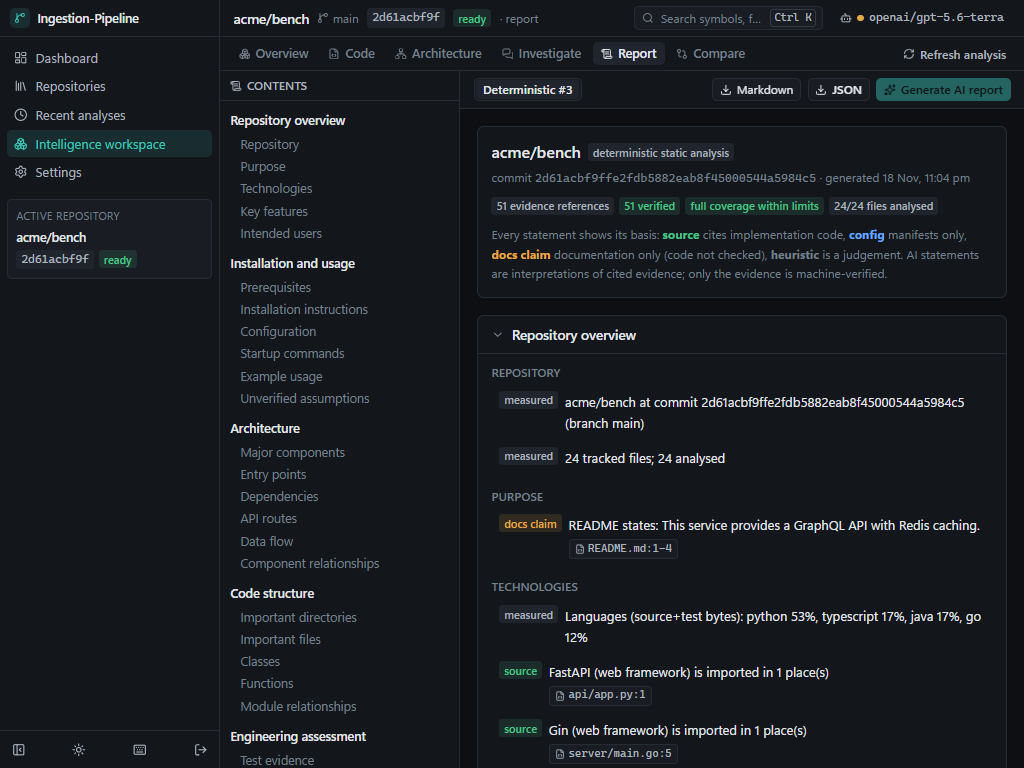 Ingestion-Pipeline
acme/bench main 2d61acbf9f ready · report
Search symbols, f... Ctrl K
openai/gpt-5.6-terra
Dashboard
Repositories
Recent analyses
Intelligence workspace
Settings
ACTIVE REPOSITORY
acme/bench
2d61acbf9f ready
Overview Code Architecture Investigate Report Compare
Refresh analysis
CONTENTS
Repository overview
Repository
Purpose
Technologies
Key features
Intended users
Installation and usage
Prerequisites
Installation instructions
Configuration
Startup commands
Example usage
Unverified assumptions
Architecture
Major components
Entry points
Dependencies
API routes
Data flow
Component relationships
Code structure
Important directories
Important files
Classes
Functions
Module relationships
Engineering assessment
Test evidence
Deterministic #3
Markdown JSON Generate AI report
acme/bench deterministic static analysis
commit 2d61acbf9ffe2fdb5882eab8f45000544a5984c5 · generated 18 Nov, 11:04 pm
51 evidence references 51 verified full coverage within limits 24/24 files analysed
Every statement shows its basis: source cites implementation code, config manifests only,
docs claim documentation only (code not checked), heuristic is a judgement. AI statements
are interpretations of cited evidence; only the evidence is machine-verified.
Repository overview
REPOSITORY
measured acme/bench at commit 2d61acbf9ffe2fdb5882eab8f45000544a5984c5
(branch main)
measured 24 tracked files; 24 analysed
PURPOSE
docs claim README states: This service provides a GraphQL API with Redis caching.
README.md:1-4
TECHNOLOGIES
measured Languages (source+test bytes): python 53%, typescript 17%, java 17%, go
12%
source FastAPI (web framework) is imported in 1 place(s)
api/app.py:1
source Gin (web framework) is imported in 1 place(s)
server/main.go:5